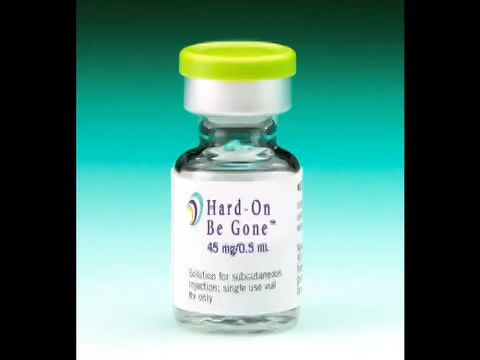 Hard-On
Be Gone™
45 mg/0.5 mL
Solution for subcutaneous
injection; single use vial
Rx only